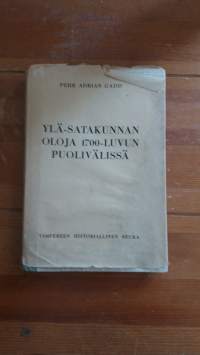 PEHR ADRIAN GADD
YLÄ-SATAKUNNAN
OLOJA 1700-LUVUN
PUOLIVÄLISSÄ
TAMPEREEN HISTORIALLINEN SEURA